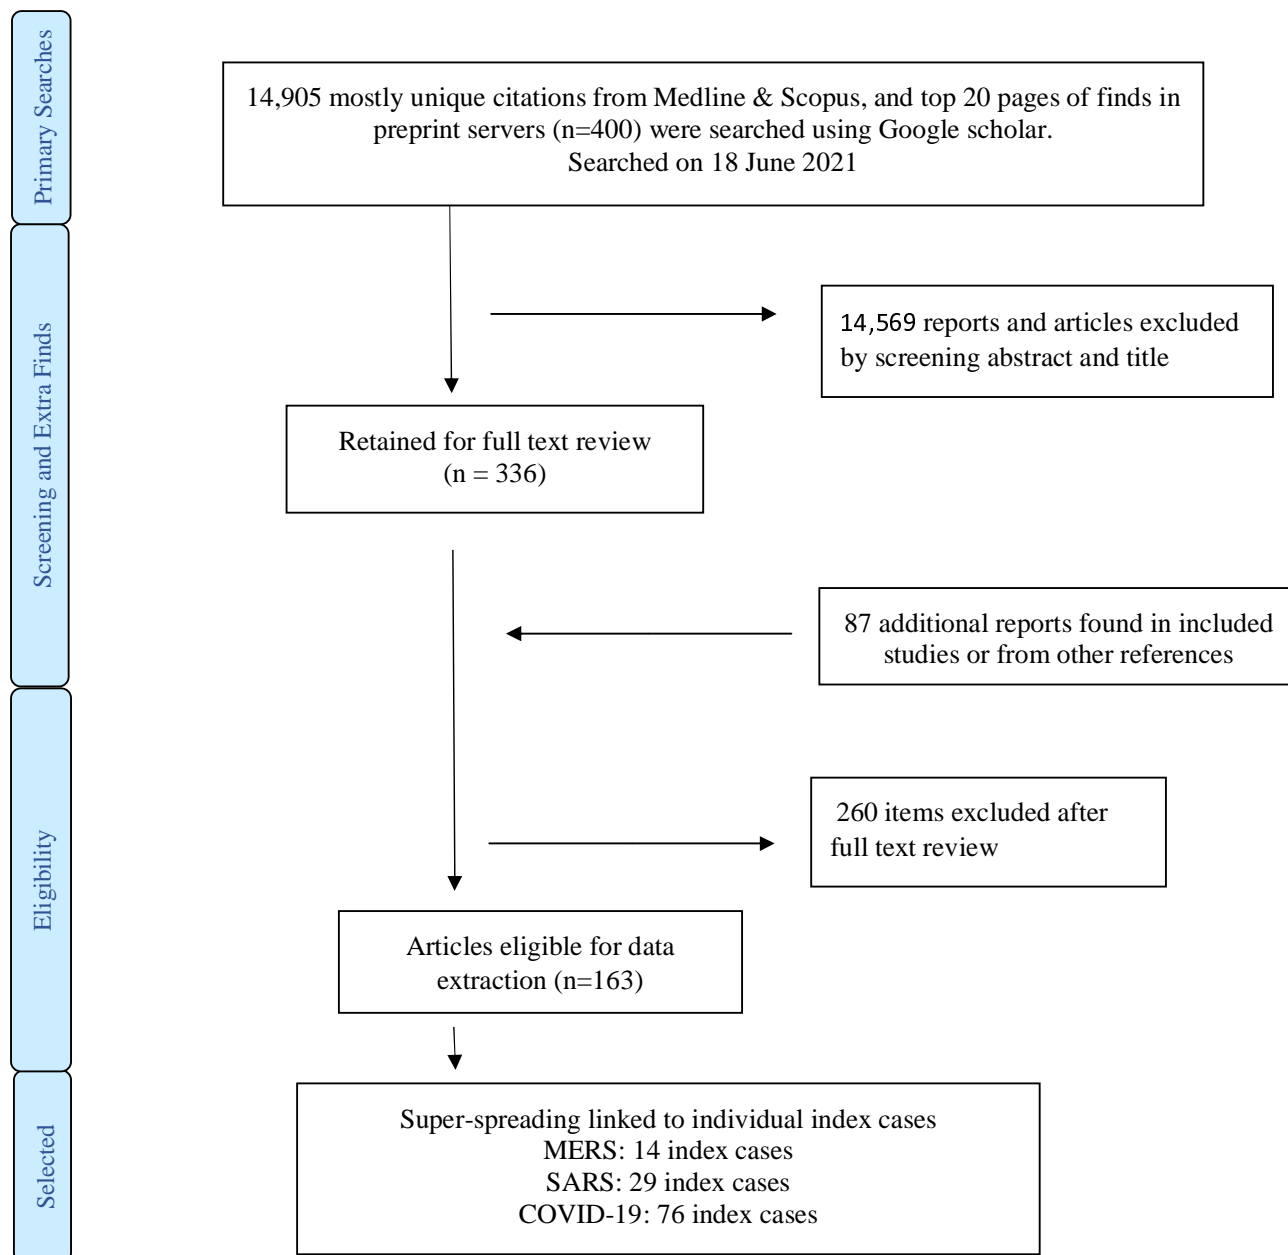 Primary Searches
14,905 mostly unique citations from Medline & Scopus, and top 20 pages of finds in
preprint servers (n=400) were searched using Google scholar.
Searched on 18 June 2021
Screening and Extra Finds
14,569 reports and articles excluded
by screening abstract and title
Retained for full text review
(n = 336)
87 additional reports found in included
studies or from other references
Eligibility
260 items excluded after
full text review
Articles eligible for data
extraction (n=163)
Selected
Super-spreading linked to individual index cases
MERS: 14 index cases
SARS: 29 index cases
COVID-19: 76 index cases